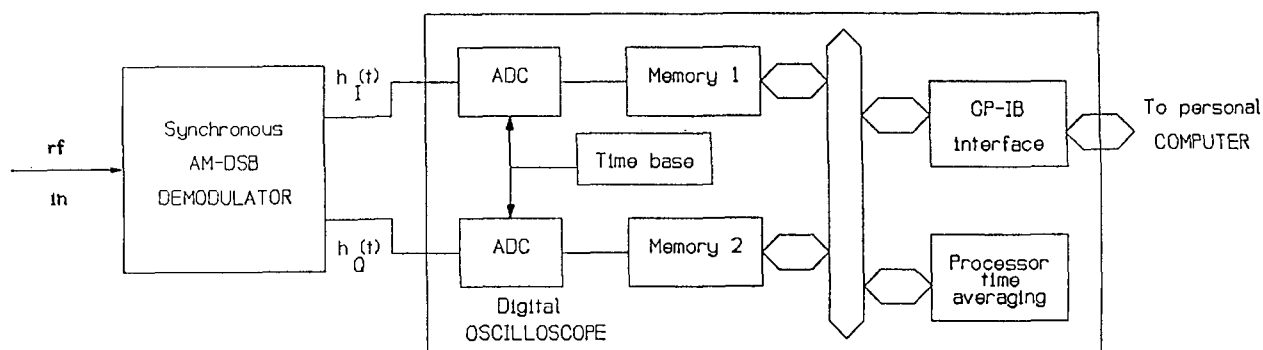 rf
in
Synchronous
AM-DSB
DEMODULATOR
h (t)
I
h (t)
Q
ADC
Memory 1
Time base
ADC
Memory 2
Digital
OSCILLOSCOPE
GP-IB
interface
Processor
time
averaging
To personal
COMPUTER